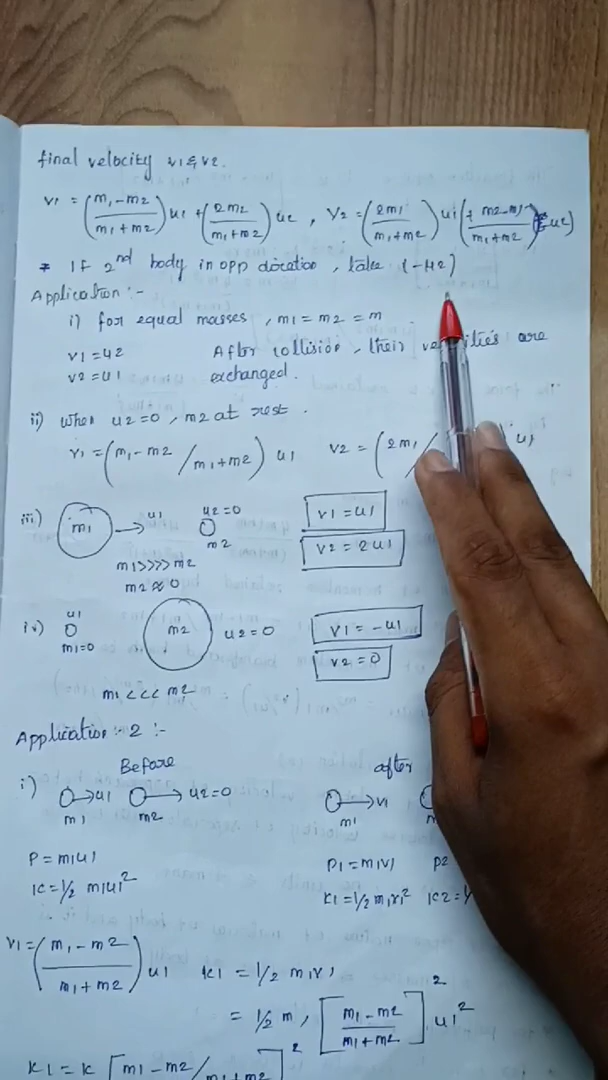 final velocity v1 & v2.
v1 = (m1 - m2 / m1 + m2) u1 + (2m2 / m1 + m2) u2 , v2 = (2m1 / m1 + m2) u1 (+ m2 - m1 / m1 + m2) u2)
* If 2nd body in opp direction, take (-u2)
Application :-
i) for equal masses, m1 = m2 = m
v1 = u2 After collision, their velocities are
v2 = u1 exchanged.
ii) when u2 = 0, m2 at rest.
v1 = (m1 - m2 / m1 + m2) u1 v2 = (2m1 / u1
iii) m1 u1 u2 = 0 m2 v1 = u1
v2 = 2u1
m1 >>>> m2
m2 ≈ 0
iv) u1 m1 = 0 m2 u2 = 0 v1 = -u1
v2 = 0
m1 <<< m2
Application :- 2 :-
Before after
i) u1 u2 = 0 v1
m1 m2 m1
P = m1u1 P1 = m1v1 P2
K = 1/2 m1u1² K1 = 1/2 m1v1² K2 = 1/
v1 = (m1 - m2 / m1 + m2) u1 K1 = 1/2 m1v1
= 1/2 m1 [m1 - m2 / m1 + m2]² u1²
K1 = K [m1 - m2 / m1 + m2]²